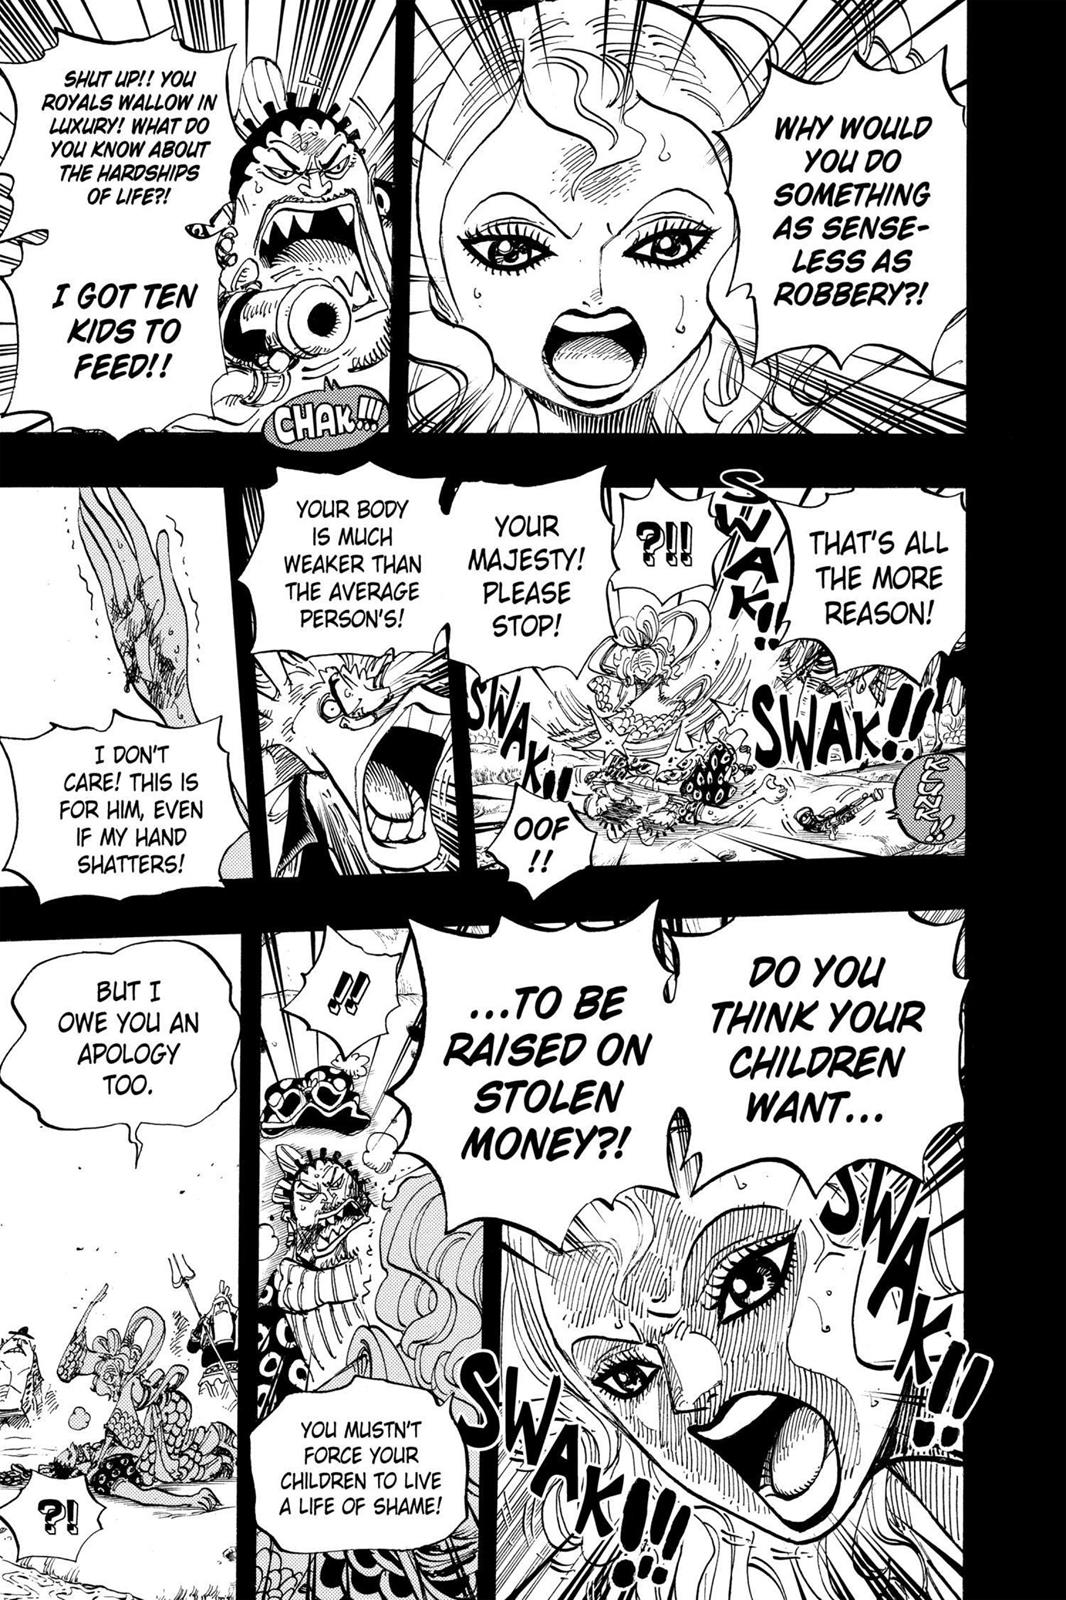 WHY WOULD
YOU DO
SOMETHING
AS SENSE-
LESS AS
ROBBERY?!
SHUT UP!! YOU
ROYALS WALLOW IN
LUXURY! WHAT DO
YOU KNOW ABOUT
THE HARDSHIPS
OF LIFE?!
I GOT TEN
KIDS TO
FEED!!
CHAK!!!
THAT'S ALL
THE MORE
REASON!
SWAK!!
?!!
SWAK!!
KLUNK!!
YOUR
MAJESTY!
PLEASE
STOP!
SWAK!!
OOF
!!
YOUR BODY
IS MUCH
WEAKER THAN
THE AVERAGE
PERSON'S!
I DON'T
CARE! THIS IS
FOR HIM, EVEN
IF MY HAND
SHATTERS!
DO YOU
THINK YOUR
CHILDREN
WANT...
...TO BE
RAISED ON
STOLEN
MONEY?!
SWAK!!
SWAK!!!
!!
YOU MUSTN'T
FORCE YOUR
CHILDREN TO LIVE
A LIFE OF SHAME!
BUT I
OWE YOU AN
APOLOGY
TOO.
?!